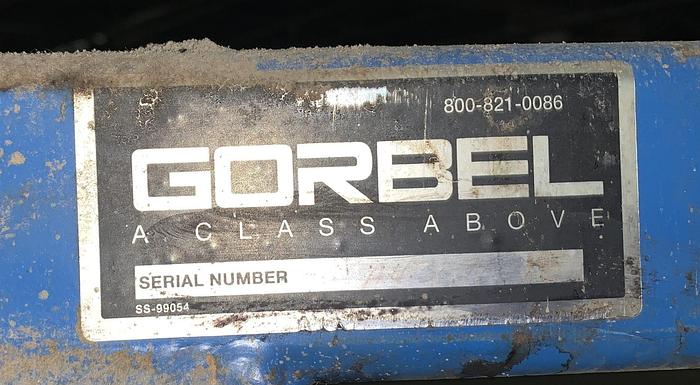 800-821-0086
GORBEL
A CLASS ABOVE
SERIAL NUMBER
SS-99054